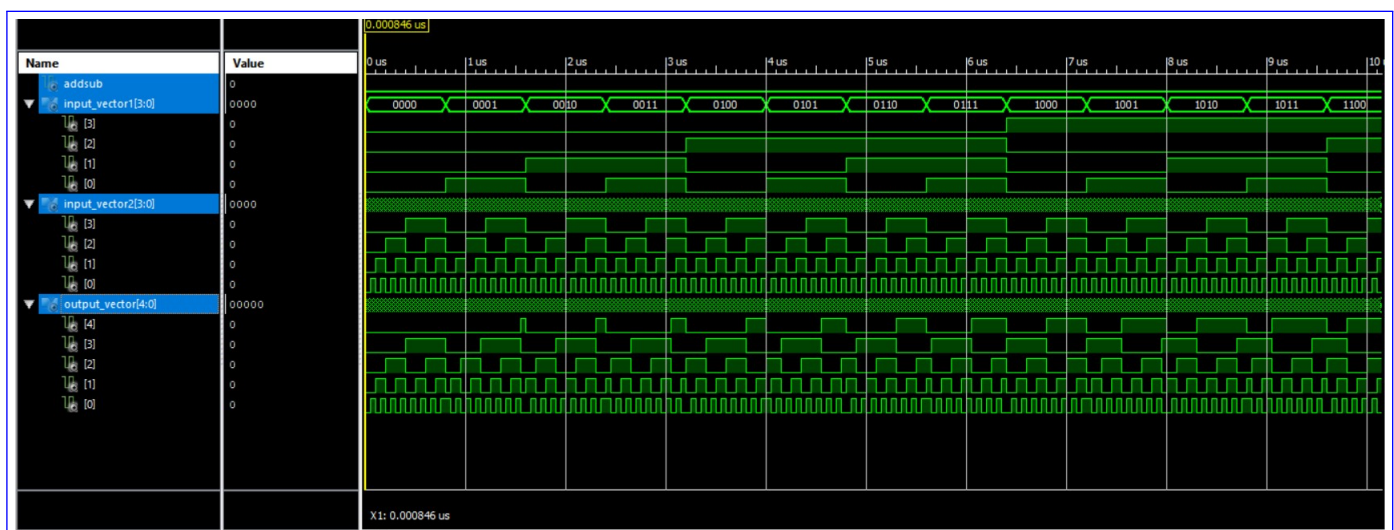 0.000846 us
Name Value 0 us 1 us 2 us 3 us 4 us 5 us 6 us 7 us 8 us 9 us 10
addsub 0
input_vector1[3:0] 0000 0000 0001 0010 0011 0100 0101 0110 0111 1000 1001 1010 1011 1100
[3] 0
[2] 0
[1] 0
[0] 0
input_vector2[3:0] 0000
[3] 0
[2] 0
[1] 0
[0] 0
output_vector[4:0] 00000
[4] 0
[3] 0
[2] 0
[1] 0
[0] 0
X1: 0.000846 us